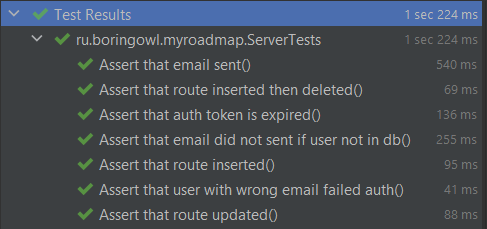 Test Results 1 sec 224 ms
ru.boringowl.myroadmap.ServerTests 1 sec 224 ms
Assert that email sent() 540 ms
Assert that route inserted then deleted() 69 ms
Assert that auth token is expired() 136 ms
Assert that email did not sent if user not in db() 255 ms
Assert that route inserted() 95 ms
Assert that user with wrong email failed auth() 41 ms
Assert that route updated() 88 ms